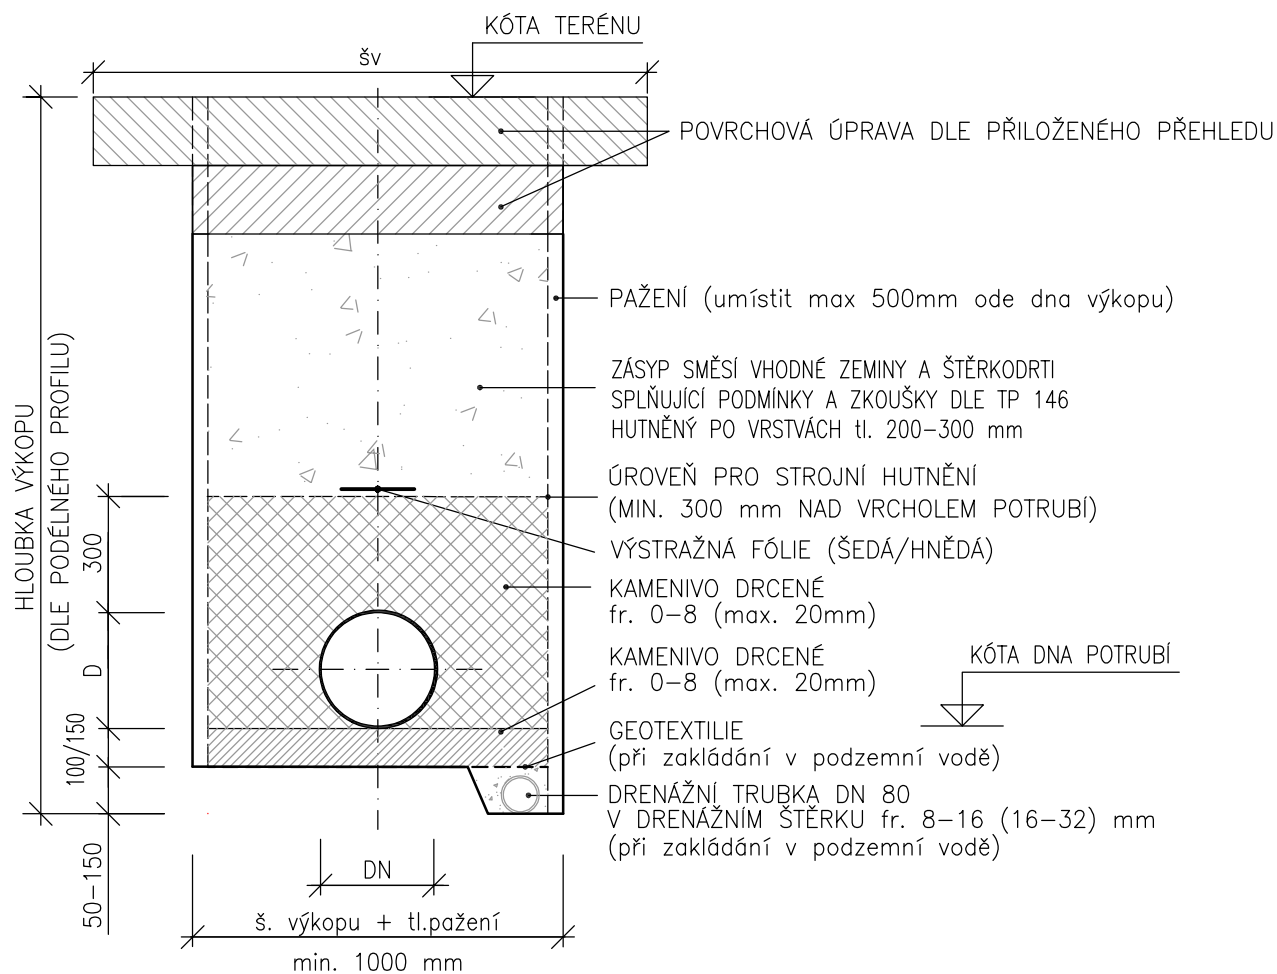 KÓTA TERÉNU
šv
POVRCHOVÁ ÚPRAVA DLE PŘILOŽENÉHO PŘEHLEDU
PAŽENÍ (umístit max 500mm ode dna výkopu)
ZÁSYP SMĚSÍ VHODNÉ ZEMINY A ŠTĚRKODRTI
SPLŇUJÍCÍ PODMÍNKY A ZKOUŠKY DLE TP 146
HUTNĚNÝ PO VRSTVÁCH tl. 200-300 mm
ÚROVEŇ PRO STROJNÍ HUTNĚNÍ
(MIN. 300 mm NAD VRCHOLEM POTRUBÍ)
VÝSTRAŽNÁ FÓLIE (ŠEDÁ/HNĚDÁ)
KAMENIVO DRCENÉ
fr. 0-8 (max. 20mm)
KAMENIVO DRCENÉ
fr. 0-8 (max. 20mm)
KÓTA DNA POTRUBÍ
GEOTEXTILIE
(při zakládání v podzemní vodě)
DRENÁŽNÍ TRUBKA DN 80
V DRENÁŽNÍM ŠTĚRKU fr. 8-16 (16-32) mm
(při zakládání v podzemní vodě)
HLOUBKA VÝKOPU
(DLE PODÉLNÉHO PROFILU)
300
D
100/150
50-150
DN
š. výkopu + tl.pažení
min. 1000 mm